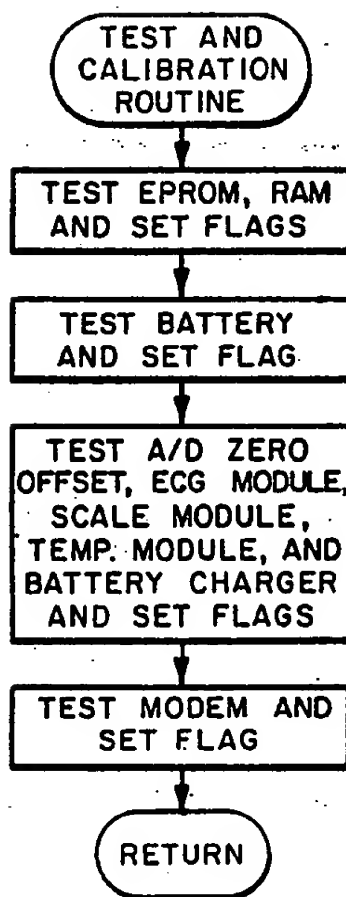 TEST AND
CALIBRATION
ROUTINE
TEST EPROM, RAM
AND SET FLAGS
TEST BATTERY
AND SET FLAG
TEST A/D ZERO
OFFSET, ECG MODULE,
SCALE MODULE,
TEMP. MODULE, AND
BATTERY CHARGER
AND SET FLAGS
TEST MODEM AND
SET FLAG
RETURN